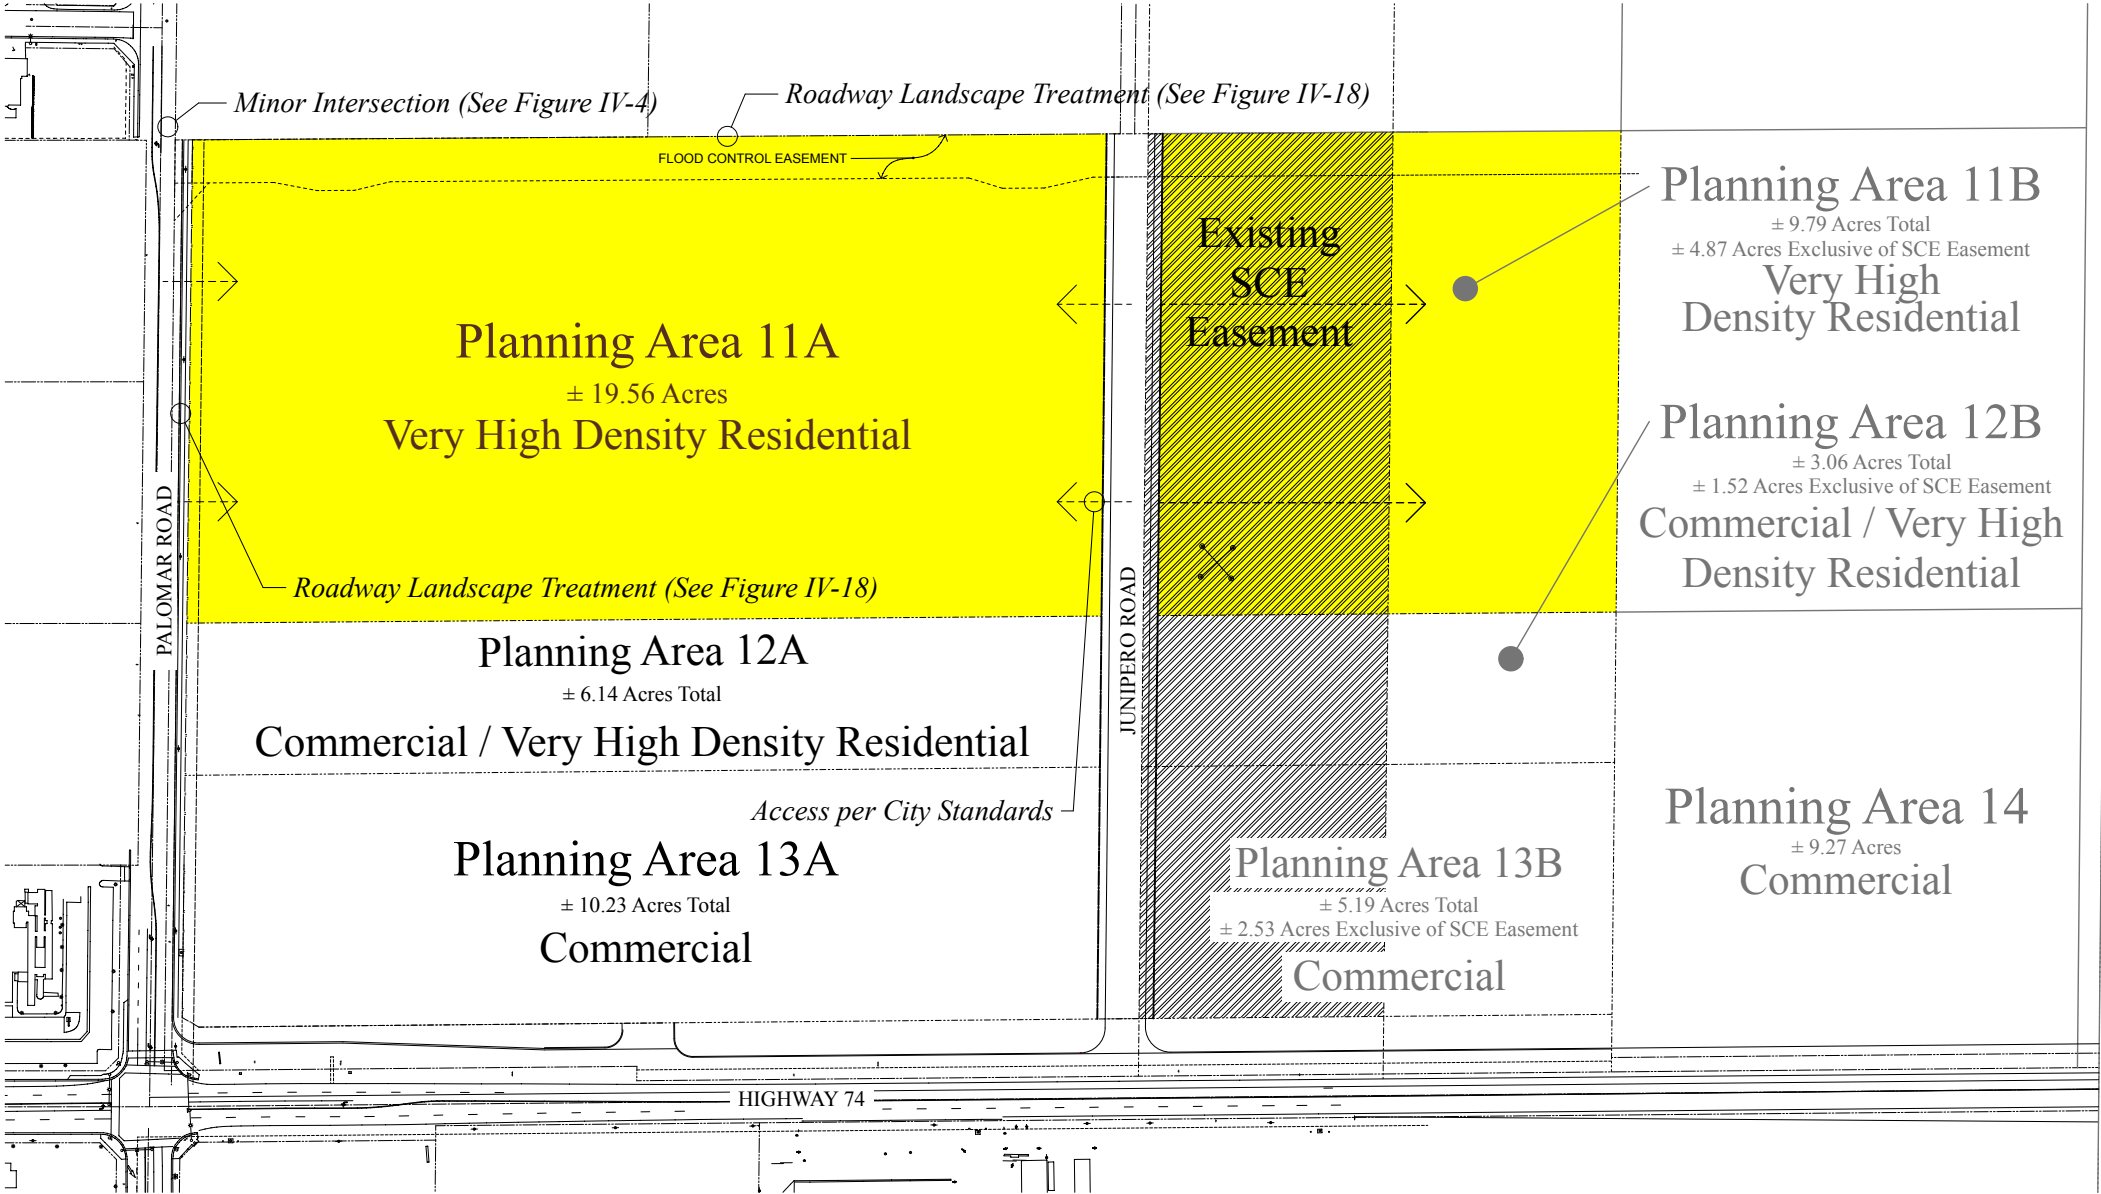 Minor Intersection (See Figure IV-4)
Roadway Landscape Treatment (See Figure IV-18)
FLOOD CONTROL EASEMENT
Planning Area 11A
± 19.56 Acres
Very High Density Residential
Existing
SCE
Easement
Planning Area 11B
± 9.79 Acres Total
± 4.87 Acres Exclusive of SCE Easement
Very High
Density Residential
Planning Area 12B
± 3.06 Acres Total
± 1.52 Acres Exclusive of SCE Easement
Commercial / Very High
Density Residential
PALOMAR ROAD
Roadway Landscape Treatment (See Figure IV-18)
JUNIPERO ROAD
Planning Area 12A
± 6.14 Acres Total
Commercial / Very High Density Residential
Access per City Standards
Planning Area 13A
± 10.23 Acres Total
Commercial
Planning Area 13B
± 5.19 Acres Total
± 2.53 Acres Exclusive of SCE Easement
Commercial
Planning Area 14
± 9.27 Acres
Commercial
HIGHWAY 74